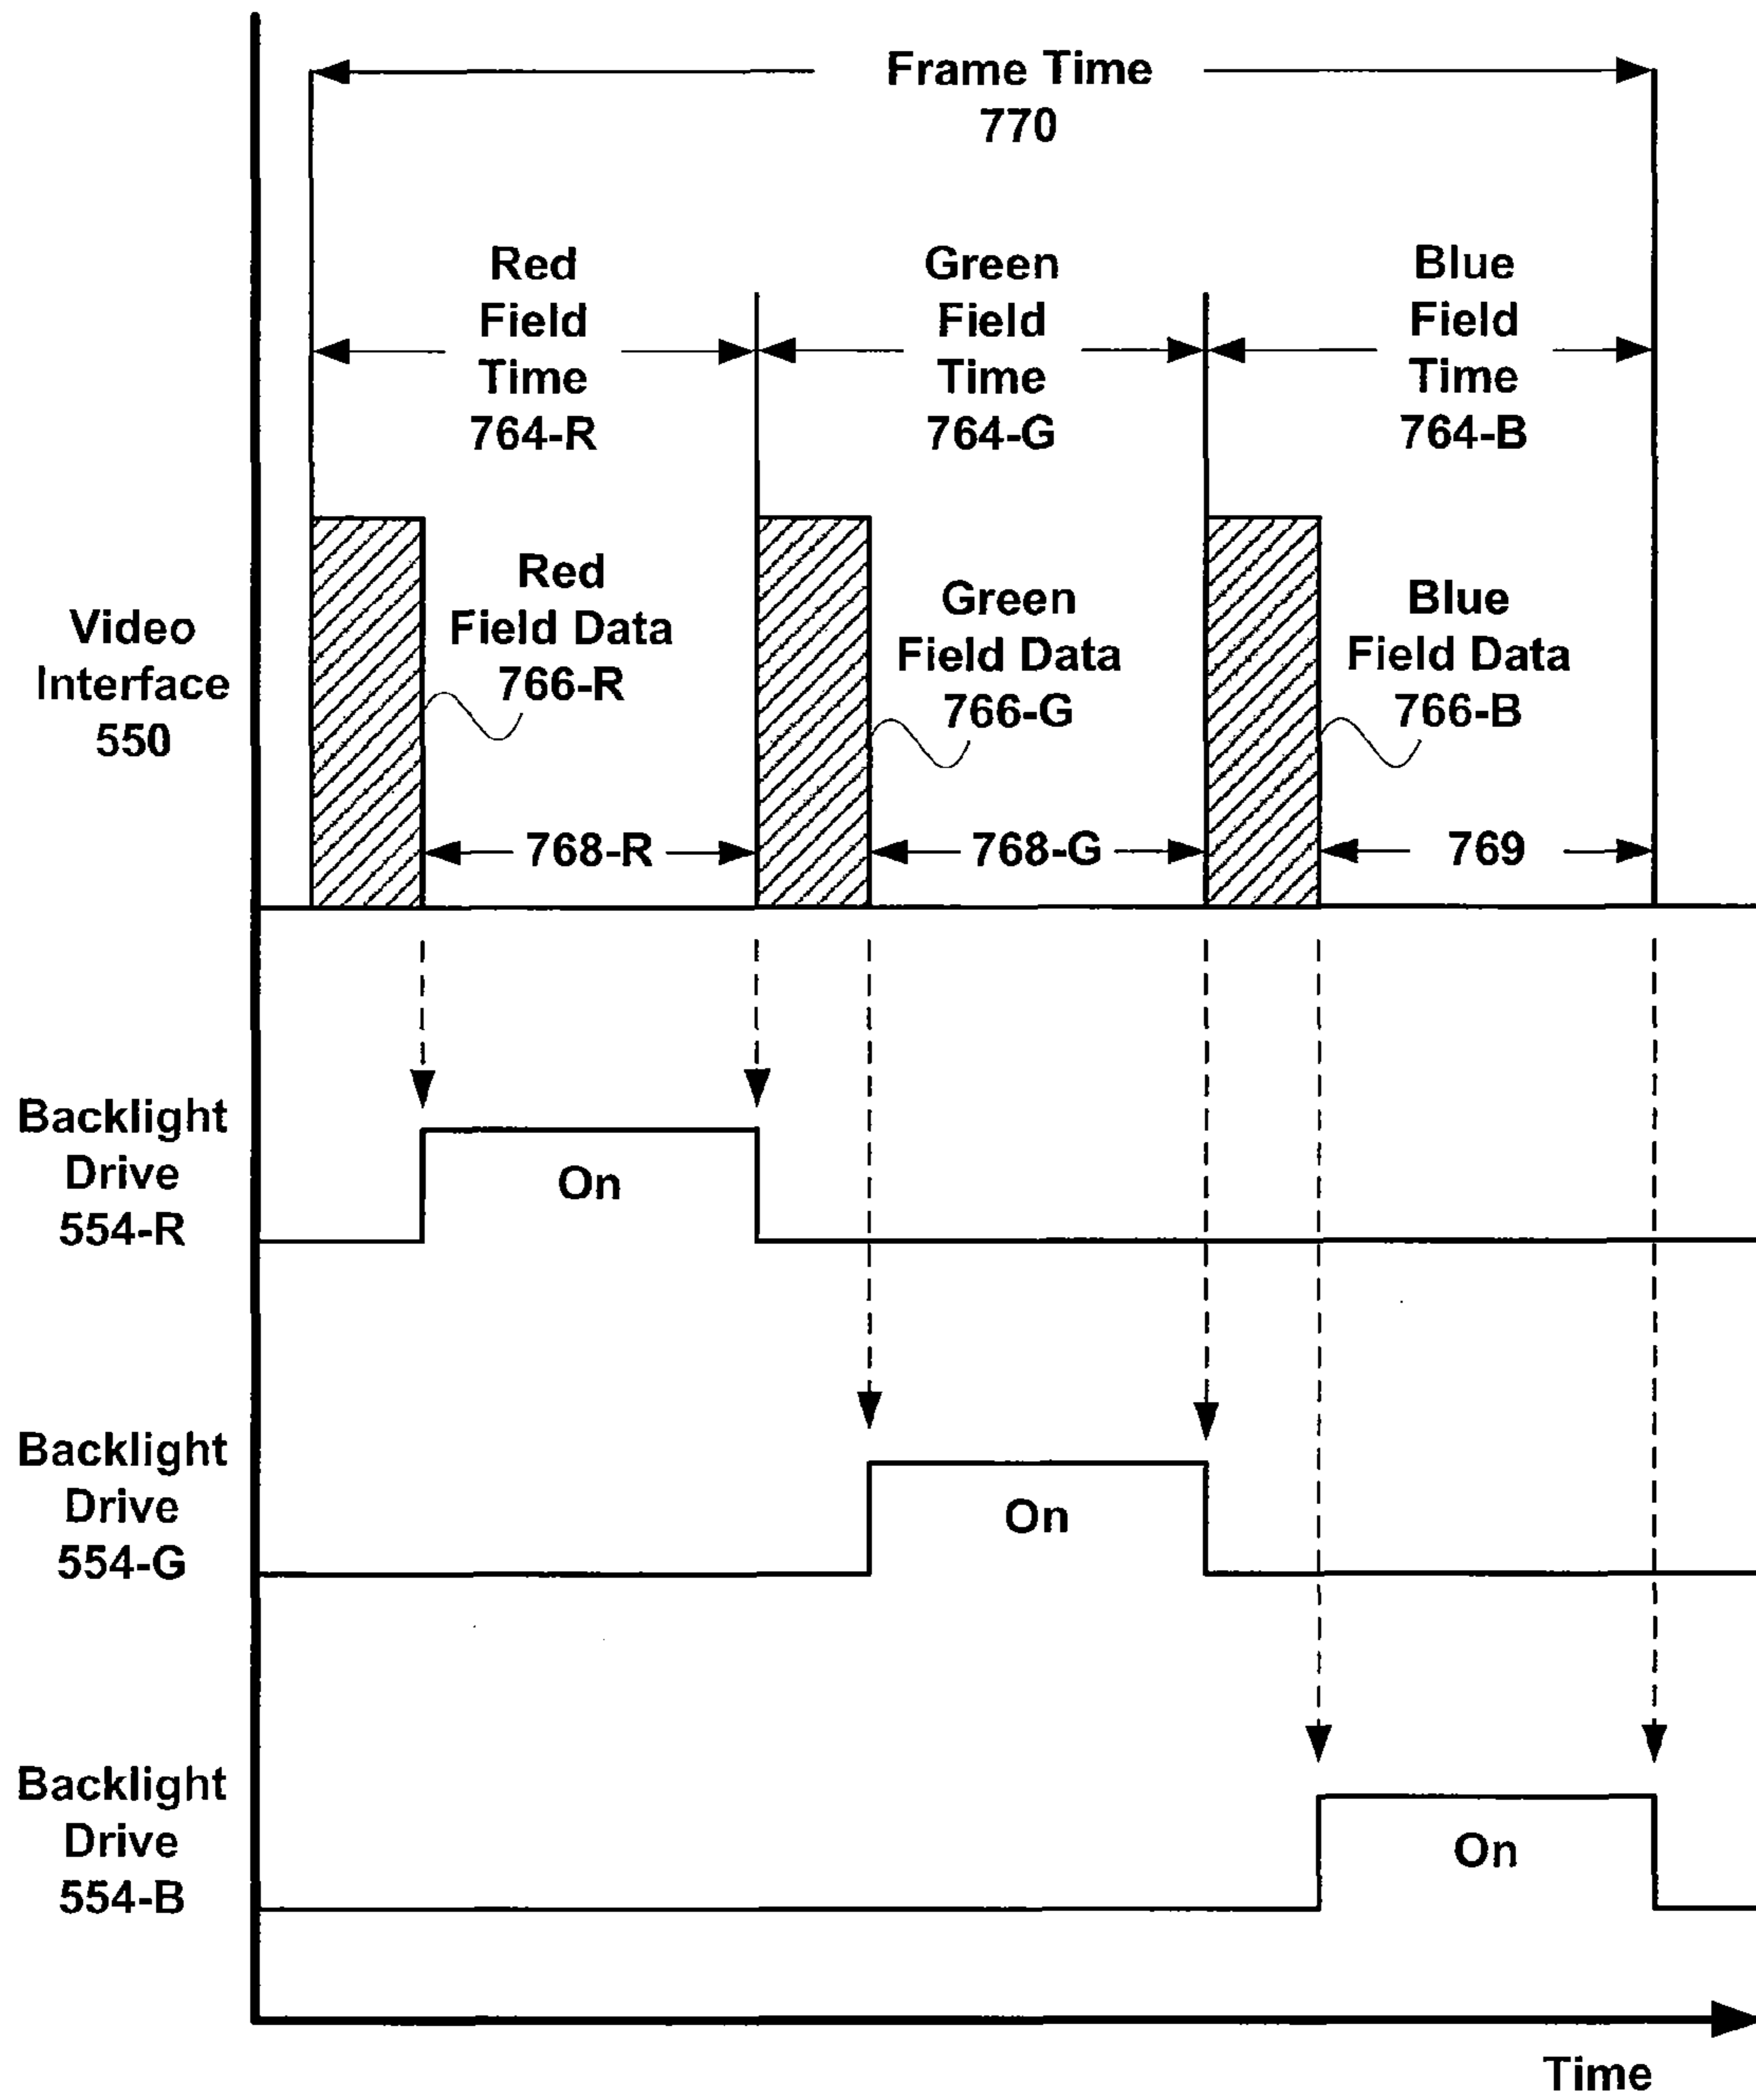 Frame Time
770
Red
Field
Time
764-R
Green
Field
Time
764-G
Blue
Field
Time
764-B
Video
Interface
550
Red
Field Data
766-R
Green
Field Data
766-G
Blue
Field Data
766-B
768-R
768-G
769
Backlight
Drive
554-R
On
Backlight
Drive
554-G
On
Backlight
Drive
554-B
On
Time